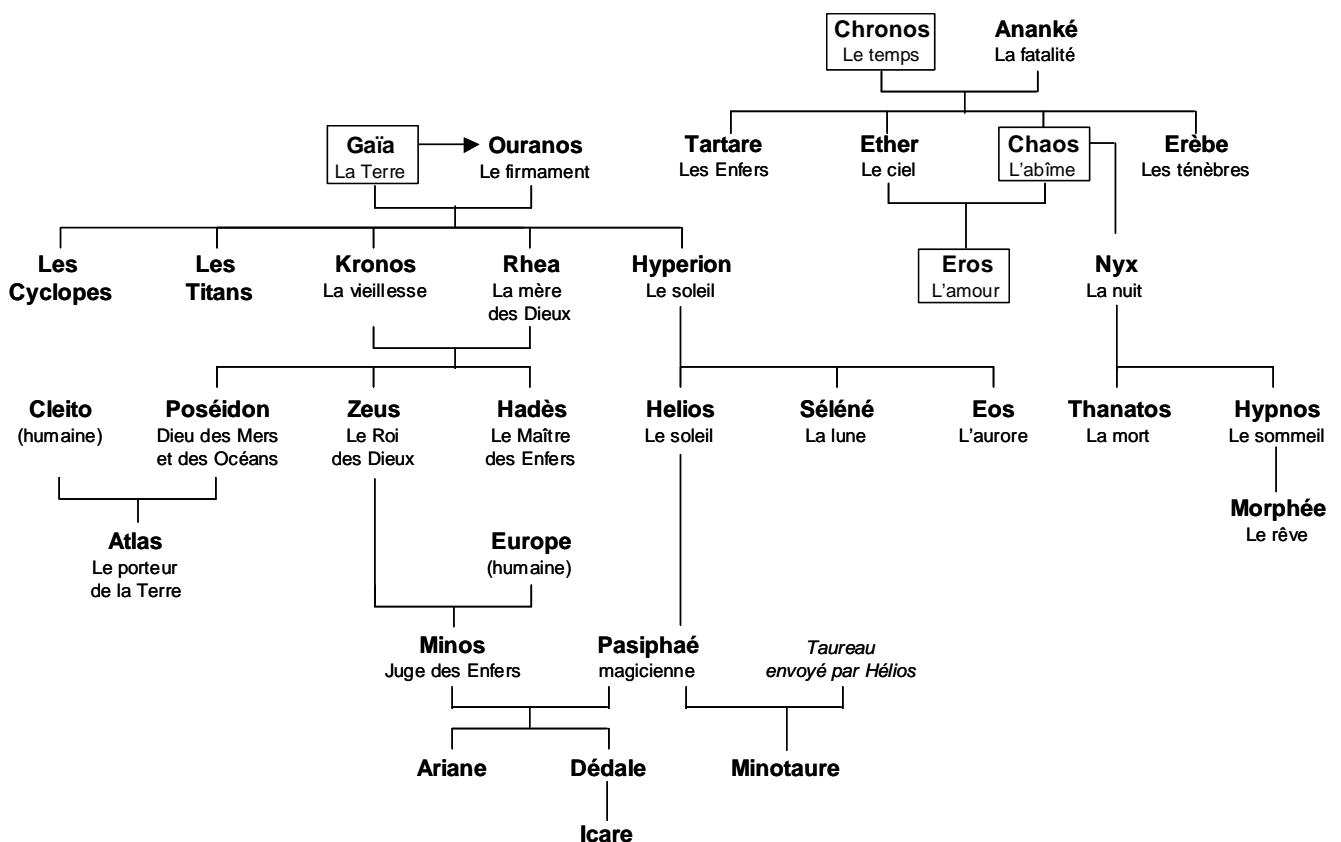 Chronos
Le temps
Ananké
La fatalité
Gaïa
La Terre
Ouranos
Le firmament
Tartare
Les Enfers
Ether
Le ciel
Chaos
L'abîme
Erèbe
Les ténèbres
Les
Cyclopes
Les
Titans
Kronos
La vieillesse
Rhea
La mère
des Dieux
Hyperion
Le soleil
Eros
L'amour
Nyx
La nuit
Cleito
(humaine)
Poséidon
Dieu des Mers
et des Océans
Zeus
Le Roi
des Dieux
Hadès
Le Maître
des Enfers
Helios
Le soleil
Séléné
La lune
Eos
L'aurore
Thanatos
La mort
Hypnos
Le sommeil
Morphée
Le rêve
Atlas
Le porteur
de la Terre
Europe
(humaine)
Minos
Juge des Enfers
Pasiphaé
magicienne
Taureau
envoyé par Hélios
Ariane
Dédale
Minotaure
Icare